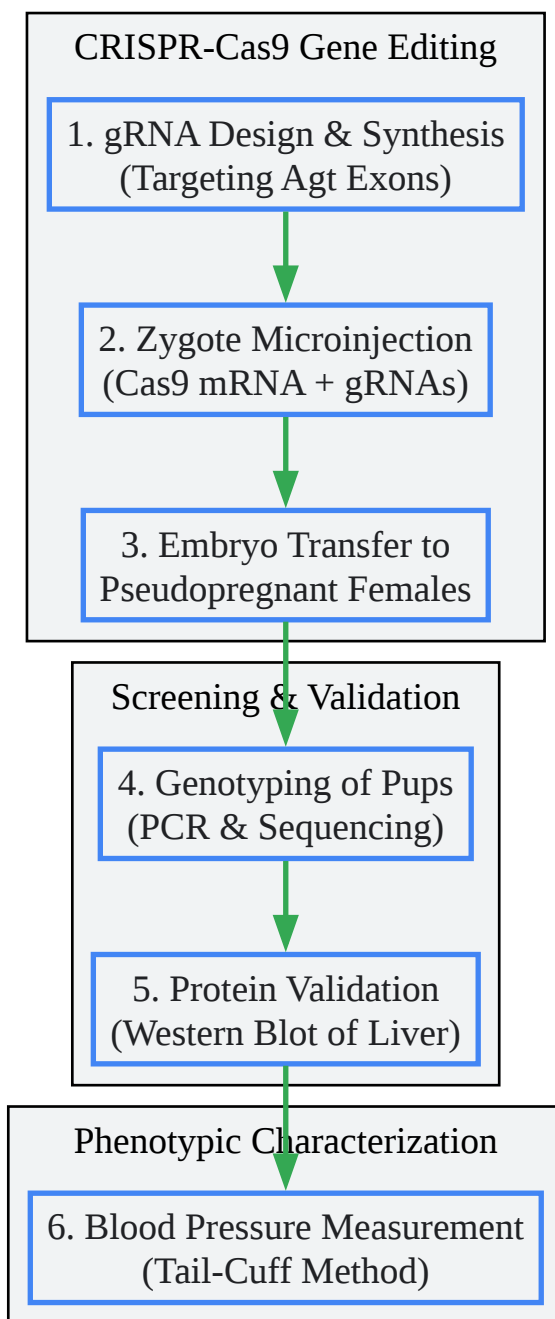 CRISPR-Cas9 Gene Editing
1. gRNA Design & Synthesis
(Targeting Agt Exons)
2. Zygote Microinjection
(Cas9 mRNA + gRNAs)
3. Embryo Transfer to
Pseudopregnant Females
Screening & Validation
4. Genotyping of Pups
(PCR & Sequencing)
5. Protein Validation
(Western Blot of Liver)
Phenotypic Characterization
6. Blood Pressure Measurement
(Tail-Cuff Method)